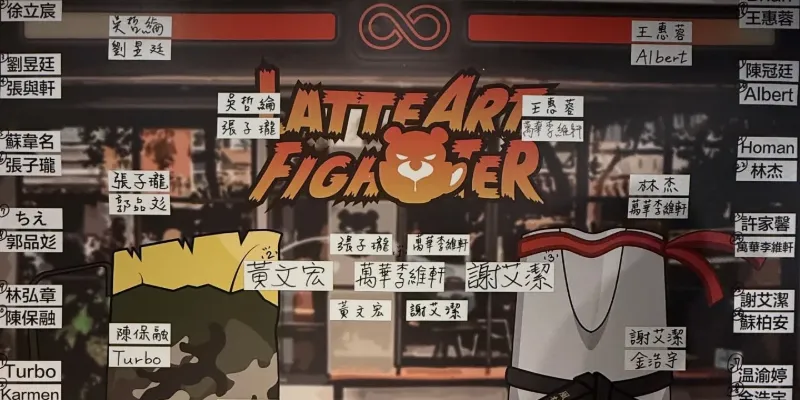 徐立宸
吳哲綸
劉昱廷
王惠蓉
Albert
王惠蓉
劉昱廷
張與軒
吳哲綸
張子瓏
LATTE ART
FIGHTER
王惠蓉
萬華李維軒
陳冠廷
Albert
蘇韋名
張子瓏
張子瓏
郭品彣
林杰
萬華李維軒
Homan
林杰
ちえ
郭品彣
張子瓏
萬華李維軒
許家馨
萬華李維軒
黃文宏
萬華李維軒
謝艾潔
黃文宏
謝艾潔
林弘章
陳保融
陳保融
Turbo
謝艾潔
金浩宇
謝艾潔
蘇柏安
Turbo
Karmen
温渝婷
金浩宇